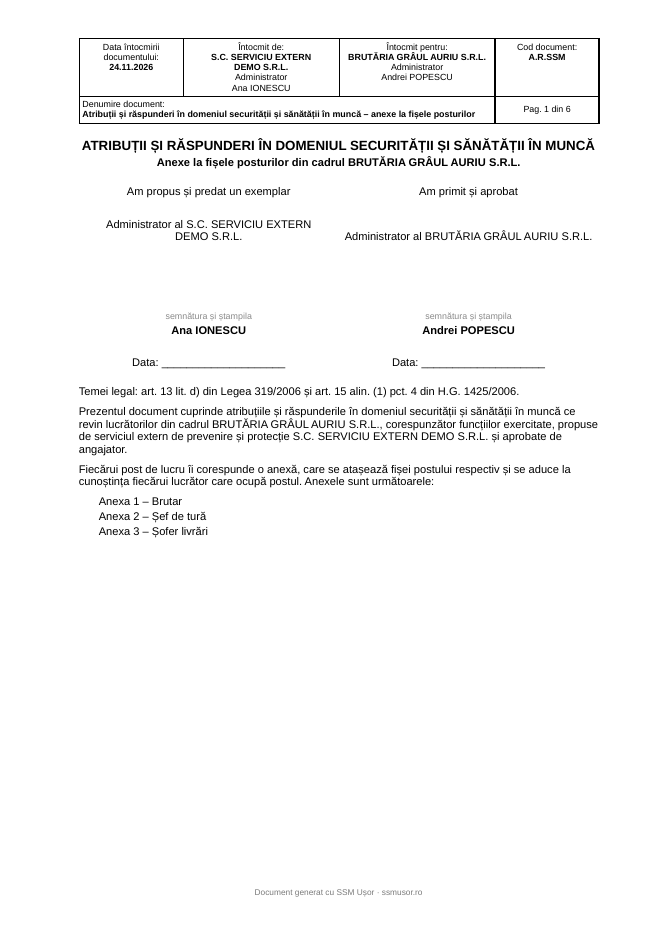 Data întocmirii
documentului:
24.11.2026
Întocmit de:
S.C. SERVICIU EXTERN
DEMO S.R.L.
Administrator
Ana IONESCU
Întocmit pentru:
BRUTĂRIA GRÂUL AURIU S.R.L.
Administrator
Andrei POPESCU
Cod document:
A.R.SSM
Denumire document:
Atribuții și răspunderi în domeniul securității și sănătății în muncă – anexe la fișele posturilor
Pag. 1 din 6
ATRIBUȚII ȘI RĂSPUNDERI ÎN DOMENIUL SECURITĂȚII ȘI SĂNĂTĂȚII ÎN MUNCĂ
Anexe la fișele posturilor din cadrul BRUTĂRIA GRÂUL AURIU S.R.L.
Am propus și predat un exemplar
Am primit și aprobat
Administrator al S.C. SERVICIU EXTERN
DEMO S.R.L.
Administrator al BRUTĂRIA GRÂUL AURIU S.R.L.
semnătura și ștampila
semnătura și ștampila
Ana IONESCU
Andrei POPESCU
Data: ____________________
Data: ____________________
Temei legal: art. 13 lit. d) din Legea 319/2006 și art. 15 alin. (1) pct. 4 din H.G. 1425/2006.
Prezentul document cuprinde atribuțiile și răspunderile în domeniul securității și sănătății în muncă ce
revin lucrătorilor din cadrul BRUTĂRIA GRÂUL AURIU S.R.L., corespunzător funcțiilor exercitate, propuse
de serviciul extern de prevenire și protecție S.C. SERVICIU EXTERN DEMO S.R.L. și aprobate de
angajator.
Fiecărui post de lucru îi corespunde o anexă, care se atașează fișei postului respectiv și se aduce la
cunoștința fiecărui lucrător care ocupă postul. Anexele sunt următoarele:
Anexa 1 – Brutar
Anexa 2 – Șef de tură
Anexa 3 – Șofer livrări
Document generat cu SSM Ușor · ssmusor.ro